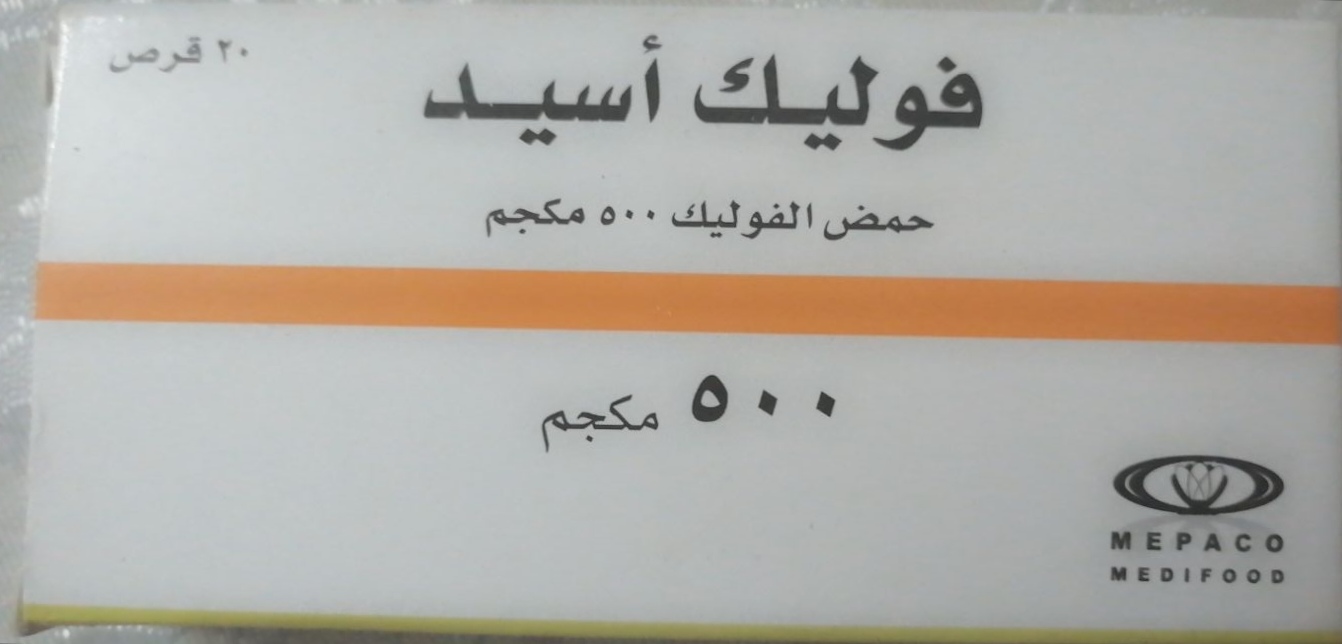 ٢٠ قرص
فوليك أسيد
حمض الفوليك ٥٠٠ مكجم
٥٠٠ مكجم
MEPACO
MEDIFOOD